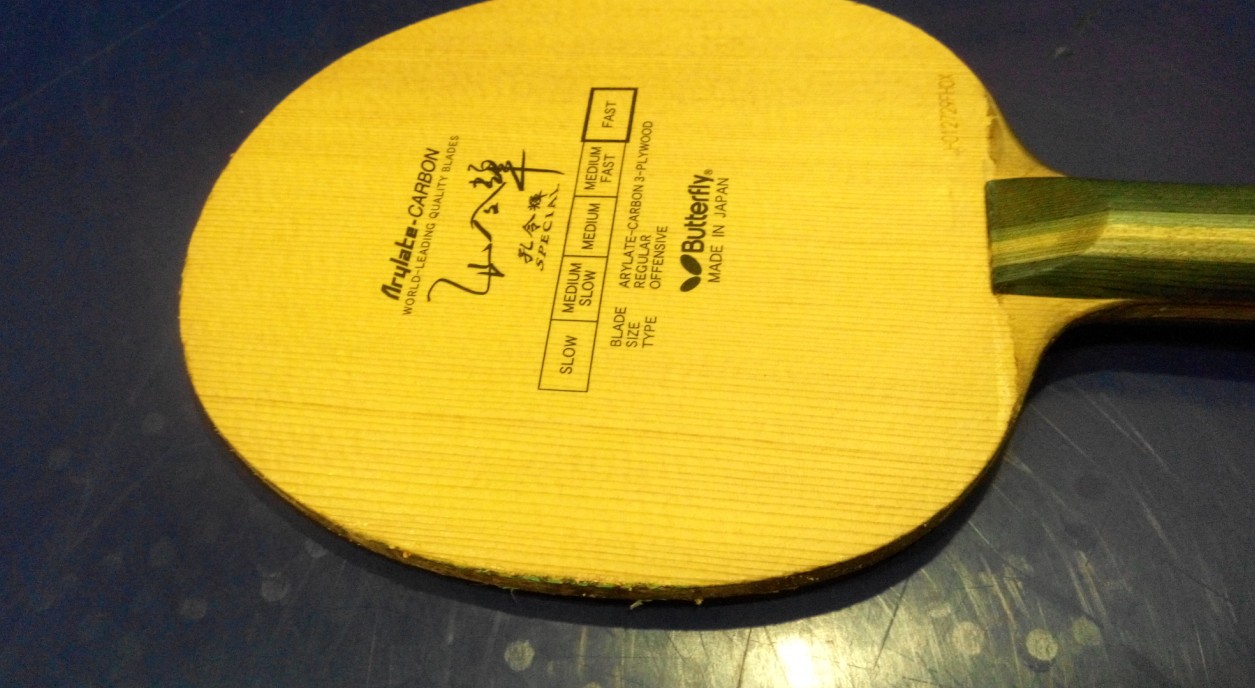 Arylate-CARBON
WORLD-LEADING QUALITY BLADES
孔令輝
SPECIAL
SLOW MEDIUM SLOW MEDIUM MEDIUM FAST FAST
BLADE ARYLATE-CARBON 3-PLYWOOD
SIZE REGULAR
TYPE OFFENSIVE
Butterfly®
MADE IN JAPAN